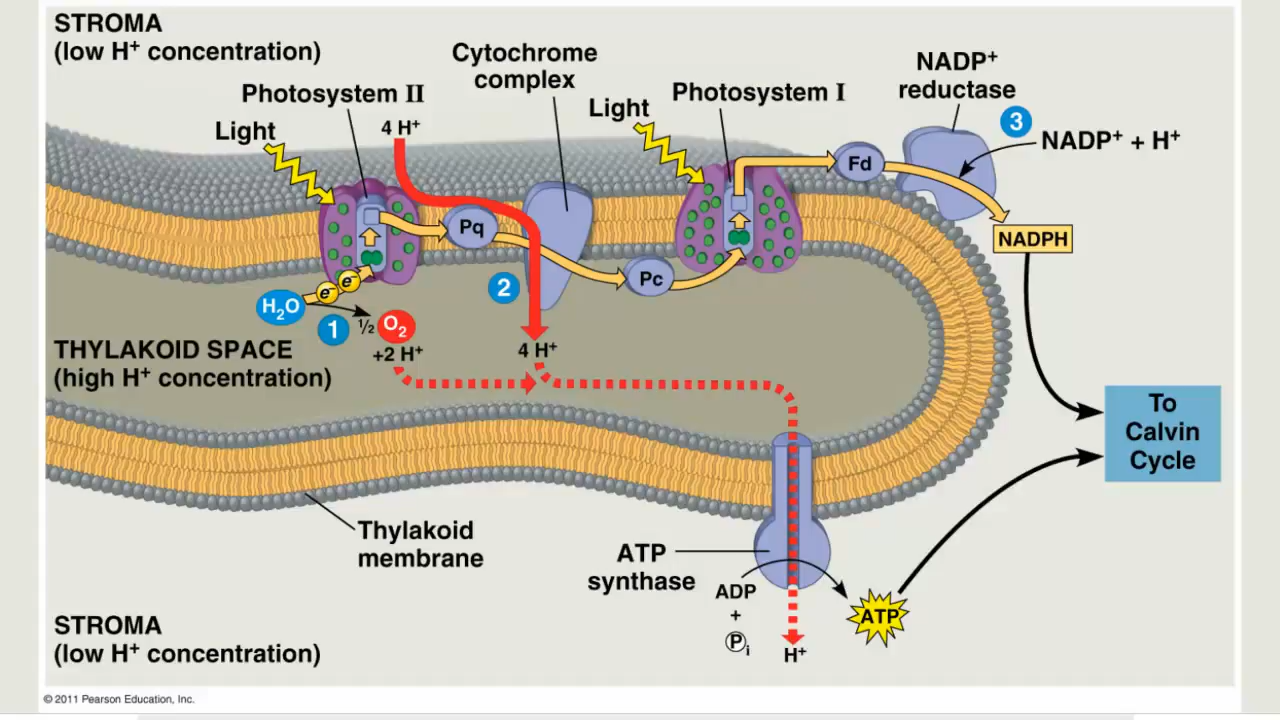 STROMA
(low H⁺ concentration)
Cytochrome
complex
NADP⁺
reductase
Photosystem II
Photosystem I
Light
Light
4 H⁺
3
NADP⁺ + H⁺
Fd
Pq
NADPH
Pc
2
H₂O
e⁻
e⁻
1
½
O₂
+2 H⁺
4 H⁺
THYLAKOID SPACE
(high H⁺ concentration)
To
Calvin
Cycle
Thylakoid
membrane
ATP
synthase
ADP
+
Pᵢ
ATP
H⁺
STROMA
(low H⁺ concentration)
© 2011 Pearson Education, Inc.